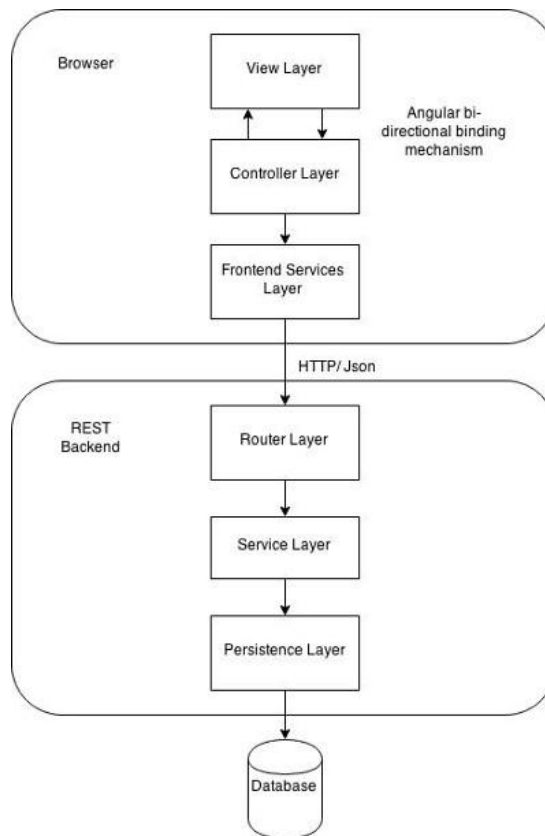 Browser
View Layer
Angular bi-
directional binding
mechanism
Controller Layer
Frontend Services
Layer
HTTP/ Json
REST
Backend
Router Layer
Service Layer
Persistence Layer
Database